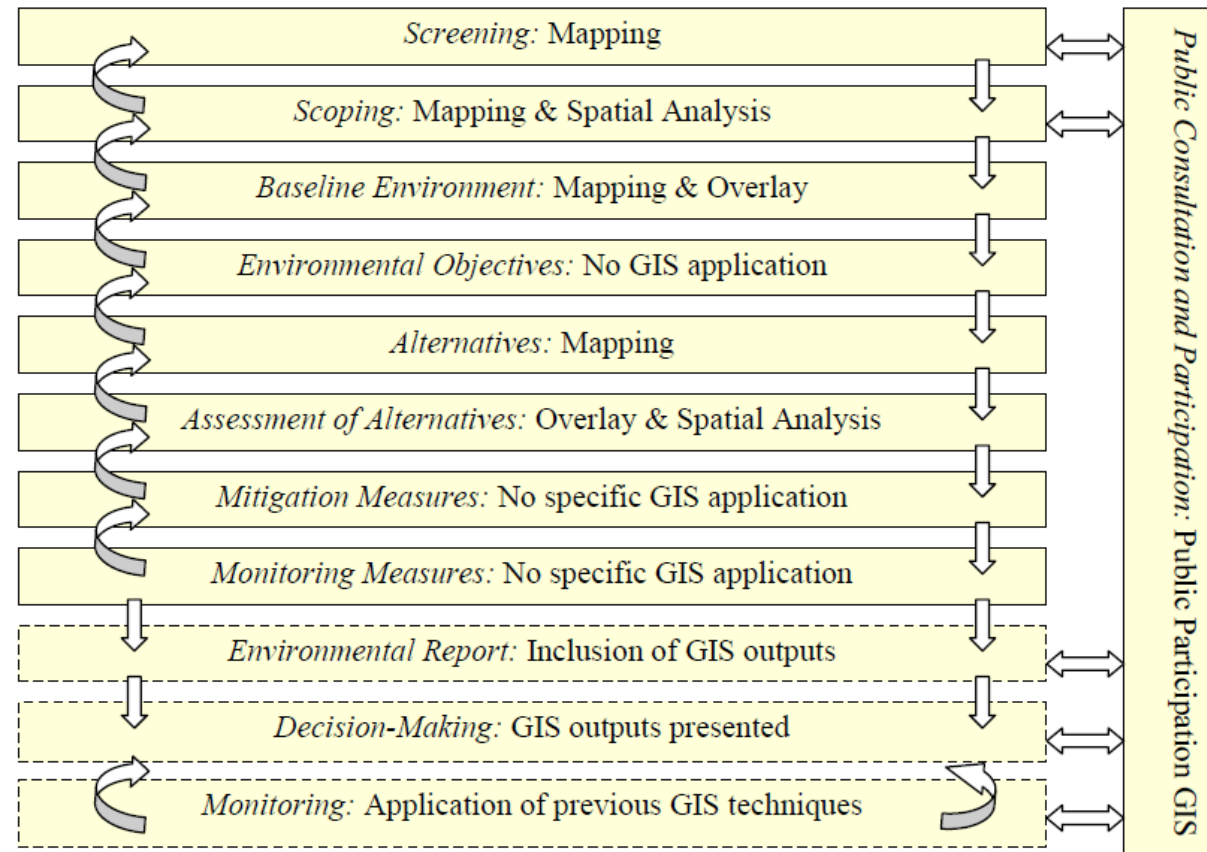 Screening: Mapping
Scoping: Mapping & Spatial Analysis
Baseline Environment: Mapping & Overlay
Environmental Objectives: No GIS application
Alternatives: Mapping
Assessment of Alternatives: Overlay & Spatial Analysis
Mitigation Measures: No specific GIS application
Monitoring Measures: No specific GIS application
Environmental Report: Inclusion of GIS outputs
Decision-Making: GIS outputs presented
Monitoring: Application of previous GIS techniques
Public Consultation and Participation: Public Participation GIS